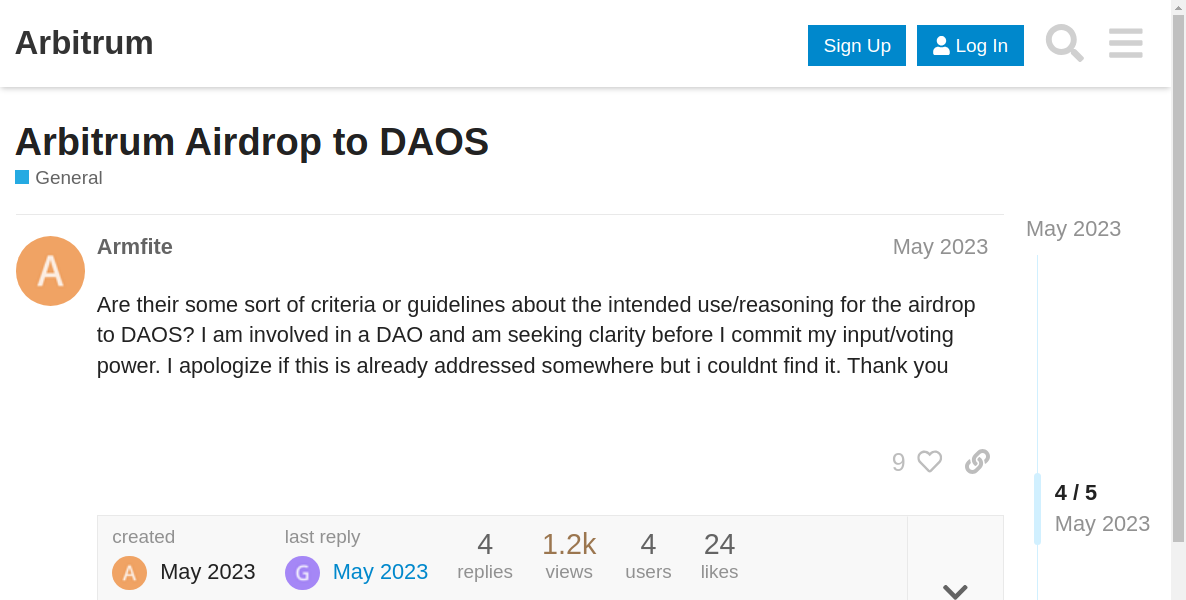 Arbitrum
Sign Up
Log In
Arbitrum Airdrop to DAOS
General
May 2023
A
Armfite
May 2023
Are their some sort of criteria or guidelines about the intended use/reasoning for the airdrop
to DAOS? I am involved in a DAO and am seeking clarity before I commit my input/voting
power. I apologize if this is already addressed somewhere but i couldnt find it. Thank you
9
4 / 5
May 2023
created
last reply
4
1.2k
4
24
A
May 2023
G
May 2023
replies
views
users
likes